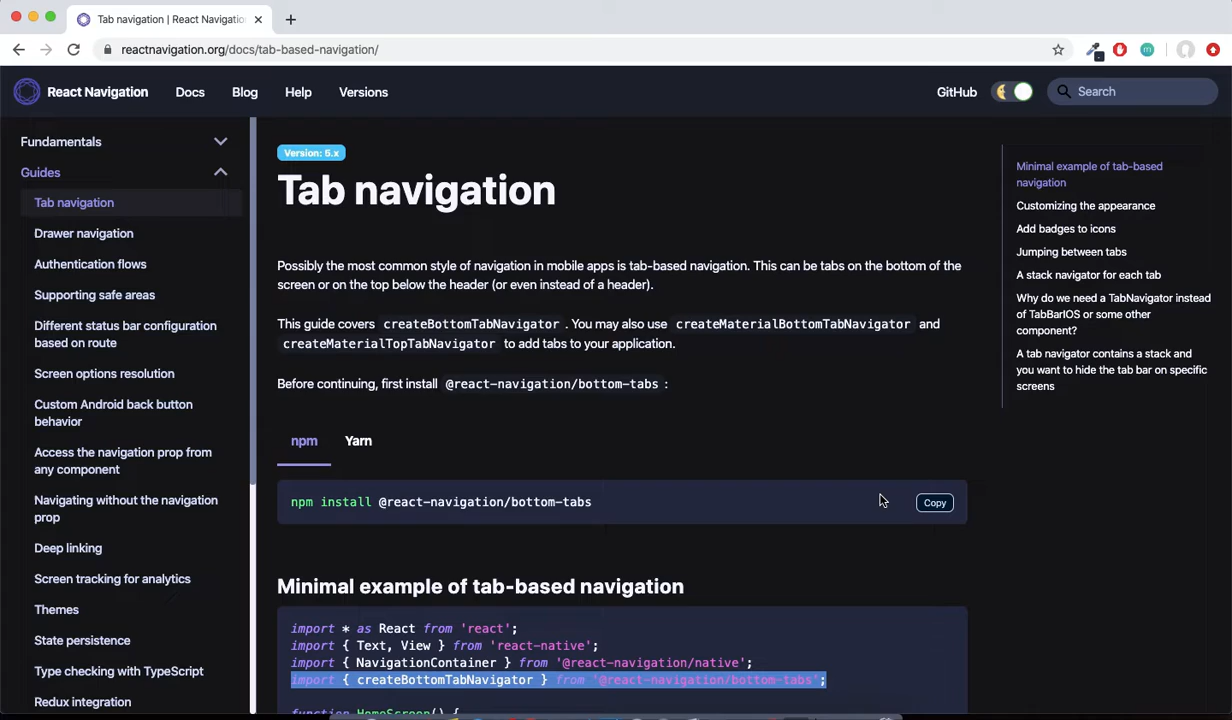 Tab navigation | React Navigation
reactnavigation.org/docs/tab-based-navigation/
React Navigation
Docs
Blog
Help
Versions
GitHub
Search
Fundamentals
Guides
Tab navigation
Drawer navigation
Authentication flows
Supporting safe areas
Different status bar configuration
based on route
Screen options resolution
Custom Android back button
behavior
Access the navigation prop from
any component
Navigating without the navigation
prop
Deep linking
Screen tracking for analytics
Themes
State persistence
Type checking with TypeScript
Redux integration
Version: 5.x
Tab navigation
Possibly the most common style of navigation in mobile apps is tab-based navigation. This can be tabs on the bottom of the
screen or on the top below the header (or even instead of a header).
This guide covers createBottomTabNavigator . You may also use createMaterialBottomTabNavigator and
createMaterialTopTabNavigator to add tabs to your application.
Before continuing, first install @react-navigation/bottom-tabs :
npm
Yarn
npm install @react-navigation/bottom-tabs
Copy
Minimal example of tab-based navigation
import * as React from 'react';
import { Text, View } from 'react-native';
import { NavigationContainer } from '@react-navigation/native';
import { createBottomTabNavigator } from '@react-navigation/bottom-tabs';
function HomeScreen() {
Minimal example of tab-based
navigation
Customizing the appearance
Add badges to icons
Jumping between tabs
A stack navigator for each tab
Why do we need a TabNavigator instead
of TabBarIOS or some other
component?
A tab navigator contains a stack and
you want to hide the tab bar on specific
screens